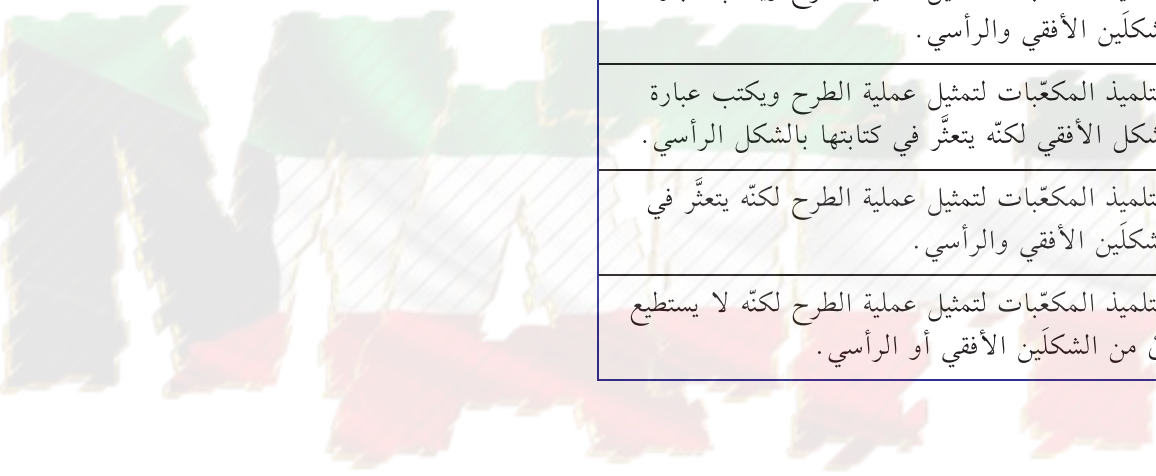 شكلَين الأفقي والرأسي.
تلميذ المكعّبات لتمثيل عملية الطرح ويكتب عبارة
شكل الأفقي لكنّه يتعثَّر في كتابتها بالشكل الرأسي.
تلميذ المكعّبات لتمثيل عملية الطرح لكنّه يتعثَّر في
شكلَين الأفقي والرأسي.
تلميذ المكعّبات لتمثيل عملية الطرح لكنّه لا يستطيع
من الشكلَين الأفقي أو الرأسي.